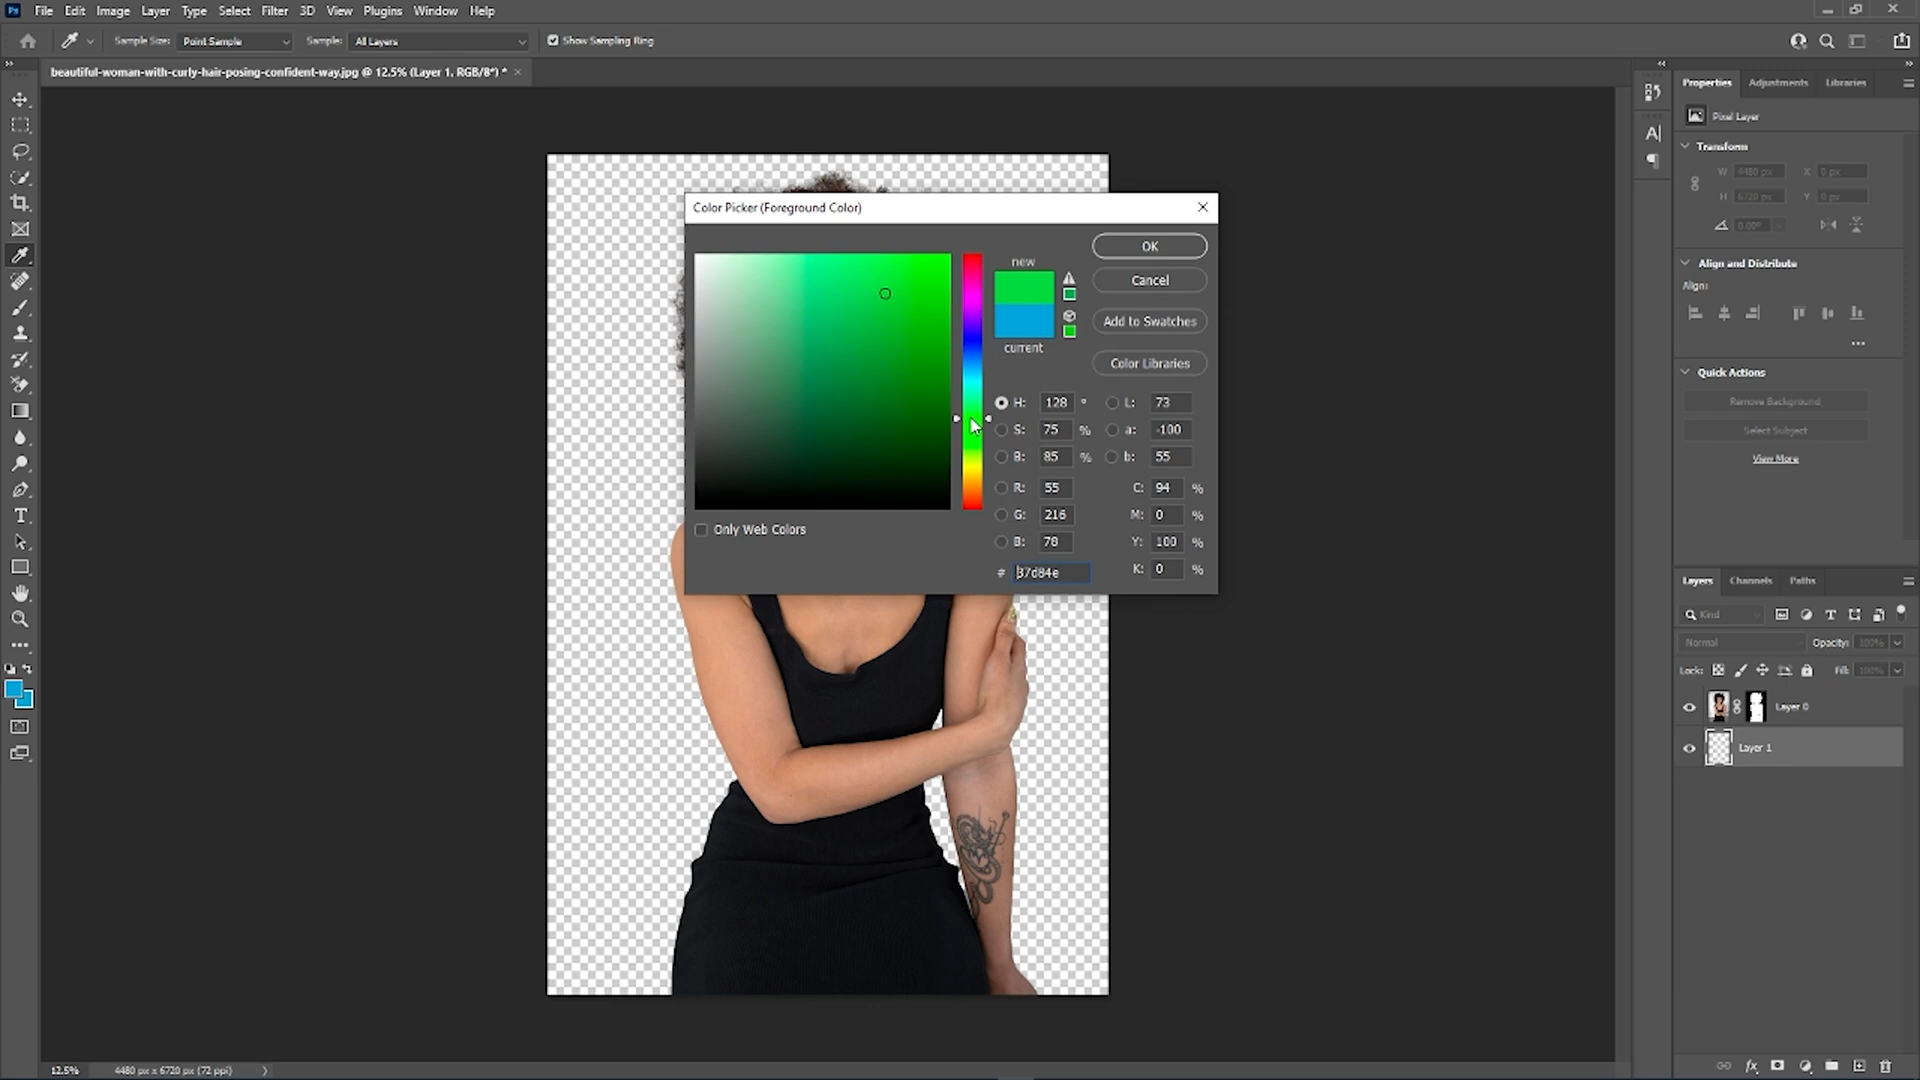 Ps File Edit Image Layer Type Select Filter 3D View Plugins Window Help
Sample Size: Point Sample Sample: All Layers Show Sampling Ring
beautiful-woman-with-curly-hair-posing-confident-way.jpg @ 12.5% (Layer 1, RGB/8*) * ×
Properties Adjustments Libraries
Pixel Layer
Transform
W 4480 px X 0 px
H 6720 px Y 0 px
0.00°
Align and Distribute
Align:
Quick Actions
Remove Background
Select Subject
View More
Color Picker (Foreground Color)
new
current
OK
Cancel
Add to Swatches
Color Libraries
H: 128 ° L: 73
S: 75 % a: -100
B: 85 % b: 55
R: 55 C: 94 %
G: 216 M: 0 %
B: 78 Y: 100 %
# 37d84e K: 0 %
Only Web Colors
Layers Channels Paths
Kind
Normal Opacity: 100%
Lock: Fill: 100%
Layer 0
Layer 1
12.5% 4480 px x 6720 px (72 ppi)